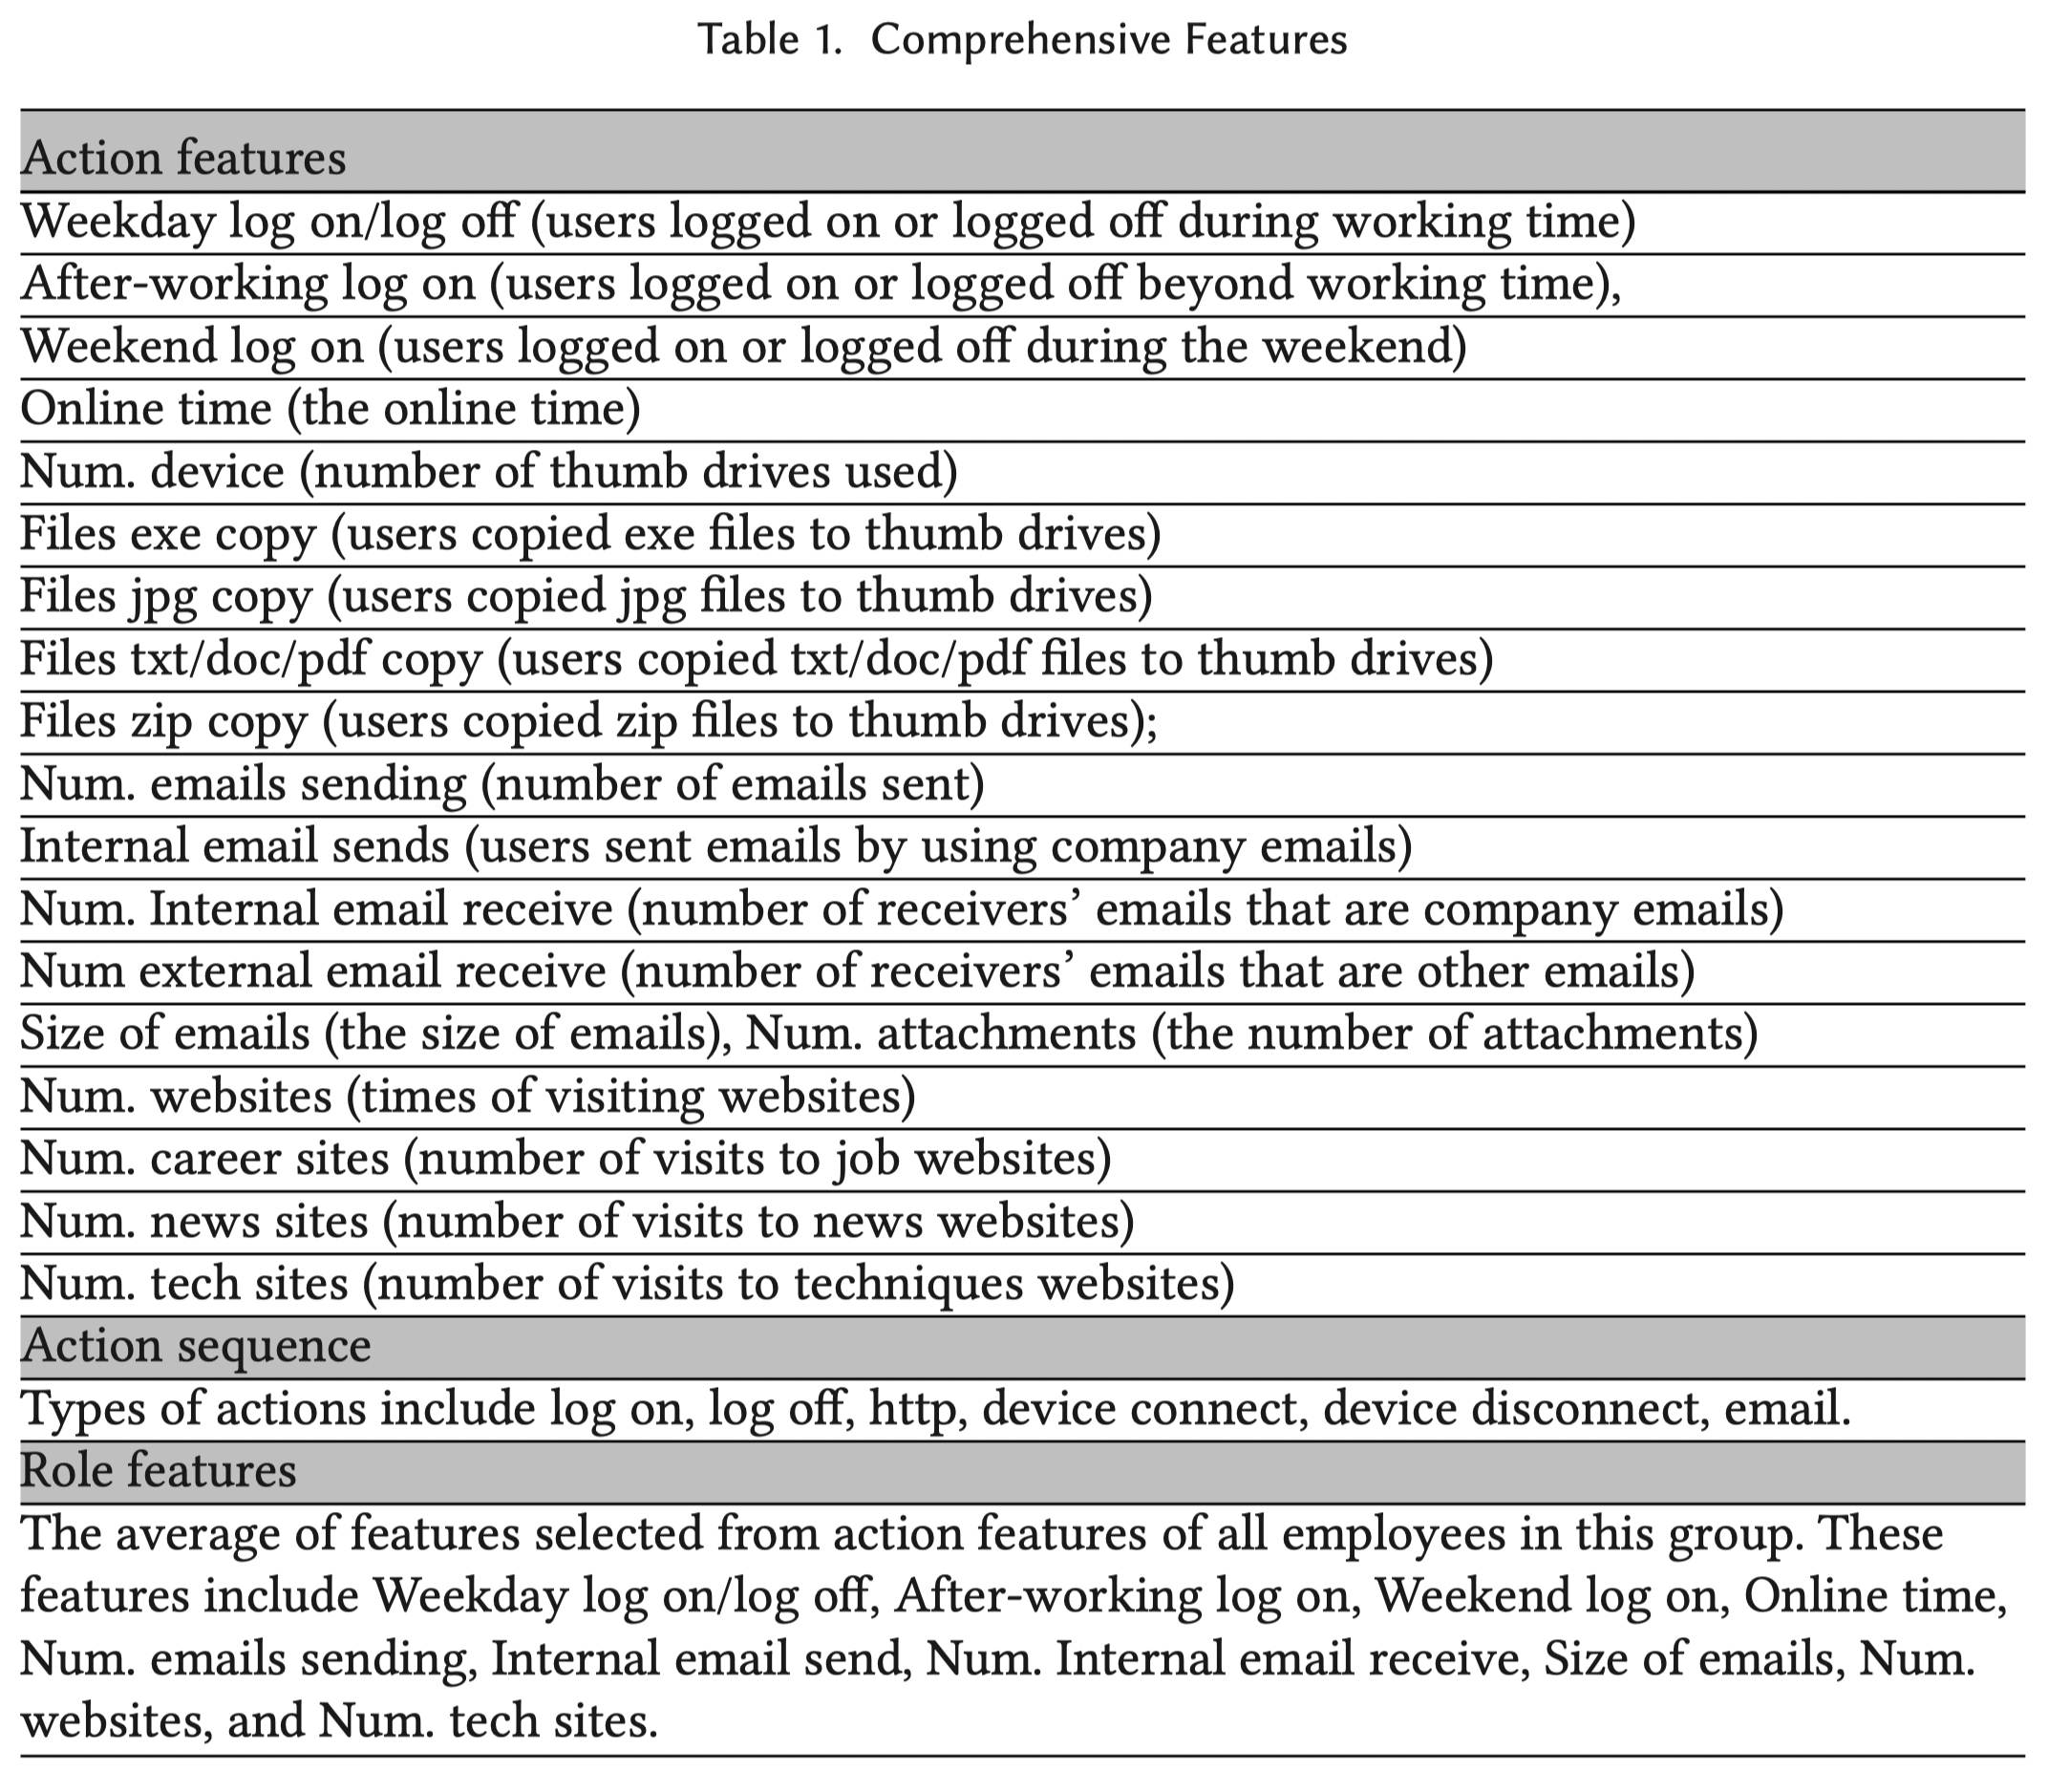 Table 1. Comprehensive Features
Action features
Weekday log on/log off (users logged on or logged off during working time)
After-working log on (users logged on or logged off beyond working time),
Weekend log on (users logged on or logged off during the weekend)
Online time (the online time)
Num. device (number of thumb drives used)
Files exe copy (users copied exe files to thumb drives)
Files jpg copy (users copied jpg files to thumb drives)
Files txt/doc/pdf copy (users copied txt/doc/pdf files to thumb drives)
Files zip copy (users copied zip files to thumb drives);
Num. emails sending (number of emails sent)
Internal email sends (users sent emails by using company emails)
Num. Internal email receive (number of receivers’ emails that are company emails)
Num external email receive (number of receivers’ emails that are other emails)
Size of emails (the size of emails), Num. attachments (the number of attachments)
Num. websites (times of visiting websites)
Num. career sites (number of visits to job websites)
Num. news sites (number of visits to news websites)
Num. tech sites (number of visits to techniques websites)
Action sequence
Types of actions include log on, log off, http, device connect, device disconnect, email.
Role features
The average of features selected from action features of all employees in this group. These
features include Weekday log on/log off, After-working log on, Weekend log on, Online time,
Num. emails sending, Internal email send, Num. Internal email receive, Size of emails, Num.
websites, and Num. tech sites.